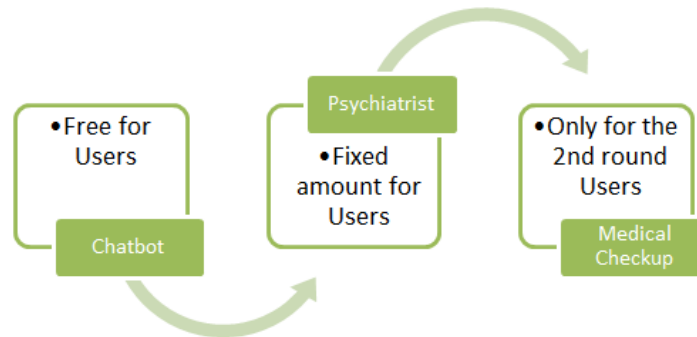 •Free for
Users
Chatbot
Psychiatrist
•Fixed
amount for
Users
•Only for the
2nd round
Users
Medical
Checkup